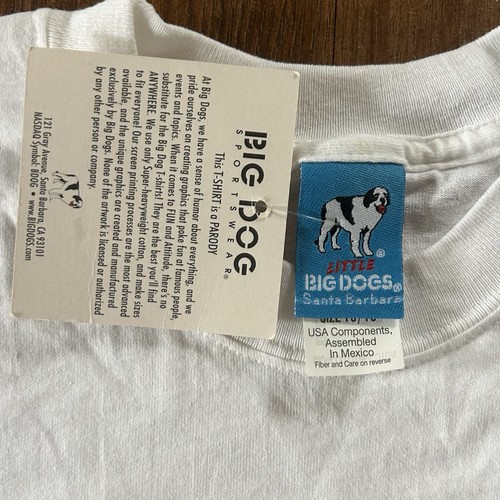 BIG DOG
SPORTSWEAR®
This T-SHIRT is a PARODY
At Big Dogs, we have a sense of humor about everything, and we
pride ourselves on creating graphics that poke fun at famous people,
events and topics. When it comes to FUN and Attitude, there's no
substitute for the Big Dog T-shirts! They are the best you'll find
ANYWHERE. We use only Super-heavyweight cotton, and make sizes
to fit everyone! Our screen printing processes are the most advanced
available, and the unique graphics are created and manufactured
exclusively by Big Dogs. None of the artwork is licensed or authorized
by any other person or company.
121 Gray Avenue, Santa Barbara, CA 93101
NASDAQ Symbol: BDOG • www.BIGDOGS.com
®
LITTLE
BIG DOGS®
Santa Barbara®
SIZE
USA Components,
Assembled
In Mexico
Fiber and Care on reverse